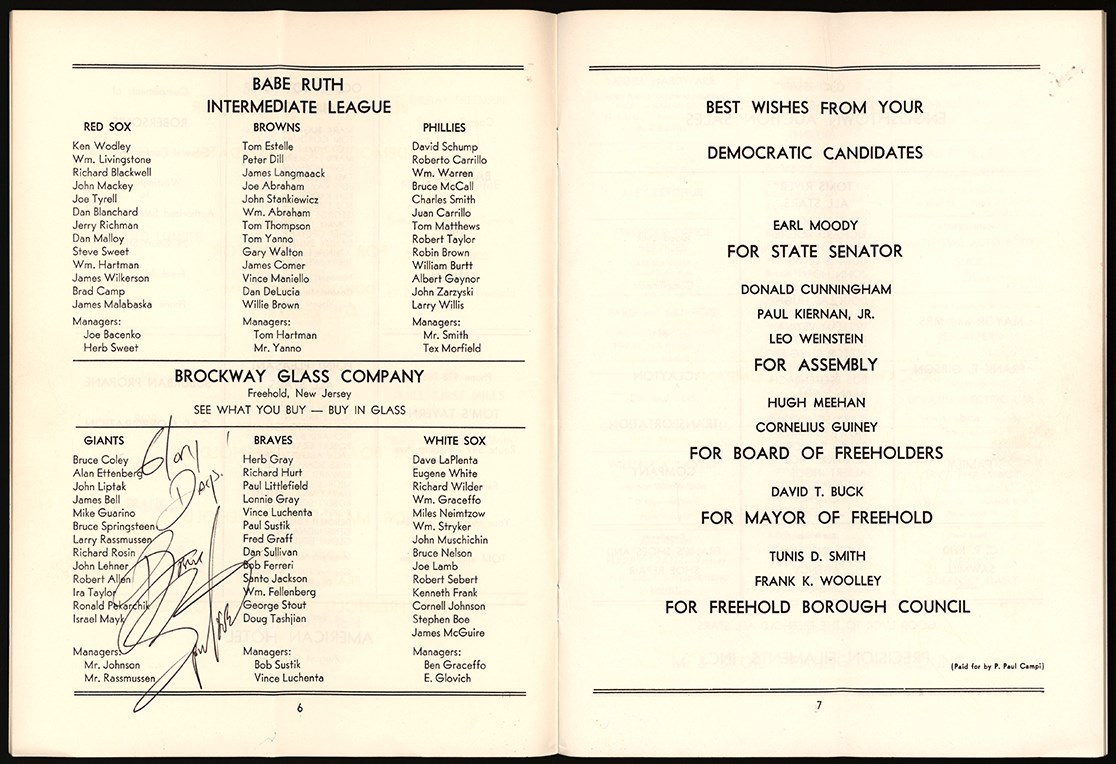 BABE RUTH
INTERMEDIATE LEAGUE
RED SOX
Ken Wodley
Wm. Livingstone
Richard Blackwell
John Mackey
Joe Tyrell
Dan Blanchard
Jerry Richman
Dan Malloy
Steve Sweet
Wm. Hartman
James Wilkerson
Brad Camp
James Malabaska
Managers:
Joe Bacenko
Herb Sweet
BROWNS
Tom Estelle
Peter Dill
James Langmaack
Joe Abraham
John Stankiewicz
Wm. Abraham
Tom Thompson
Tom Yanno
Gary Walton
James Comer
Vince Maniello
Dan DeLucia
Willie Brown
Managers:
Tom Hartman
Mr. Yanno
PHILLIES
David Schump
Roberto Carrillo
Wm. Warren
Bruce McCall
Charles Smith
Juan Carrillo
Tom Matthews
Robert Taylor
Robin Brown
William Burtt
Albert Gaynor
John Zarzyski
Larry Willis
Managers:
Mr. Smith
Tex Morfield
BROCKWAY GLASS COMPANY
Freehold, New Jersey
SEE WHAT YOU BUY — BUY IN GLASS
GIANTS
Bruce Coley
Alan Ettenberg
John Liptak
James Bell
Mike Guarino
Bruce Springsteen
Larry Rassmussen
Richard Rosin
John Lehner
Robert Allen
Ira Taylor
Ronald Pekarchik
Israel Mayk
Managers:
Mr. Johnson
Mr. Rassmussen
Glory
Days!
Bruce
BRAVES
Herb Gray
Richard Hurt
Paul Littlefield
Lonnie Gray
Vince Luchenta
Paul Sustik
Fred Graff
Dan Sullivan
Bob Ferreri
Santo Jackson
Wm. Fellenberg
George Stout
Doug Tashjian
Managers:
Bob Sustik
Vince Luchenta
WHITE SOX
Dave LaPlenta
Eugene White
Richard Wilder
Wm. Graceffo
Miles Neimtzow
Wm. Stryker
John Muschichin
Bruce Nelson
Joe Lamb
Robert Sebert
Kenneth Frank
Cornell Johnson
Stephen Boe
James McGuire
Managers:
Ben Graceffo
E. Glovich
6
BEST WISHES FROM YOUR
DEMOCRATIC CANDIDATES
EARL MOODY
FOR STATE SENATOR
DONALD CUNNINGHAM
PAUL KIERNAN, JR.
LEO WEINSTEIN
FOR ASSEMBLY
HUGH MEEHAN
CORNELIUS GUINEY
FOR BOARD OF FREEHOLDERS
DAVID T. BUCK
FOR MAYOR OF FREEHOLD
TUNIS D. SMITH
FRANK K. WOOLLEY
FOR FREEHOLD BOROUGH COUNCIL
(Paid for by P. Paul Campi)
7